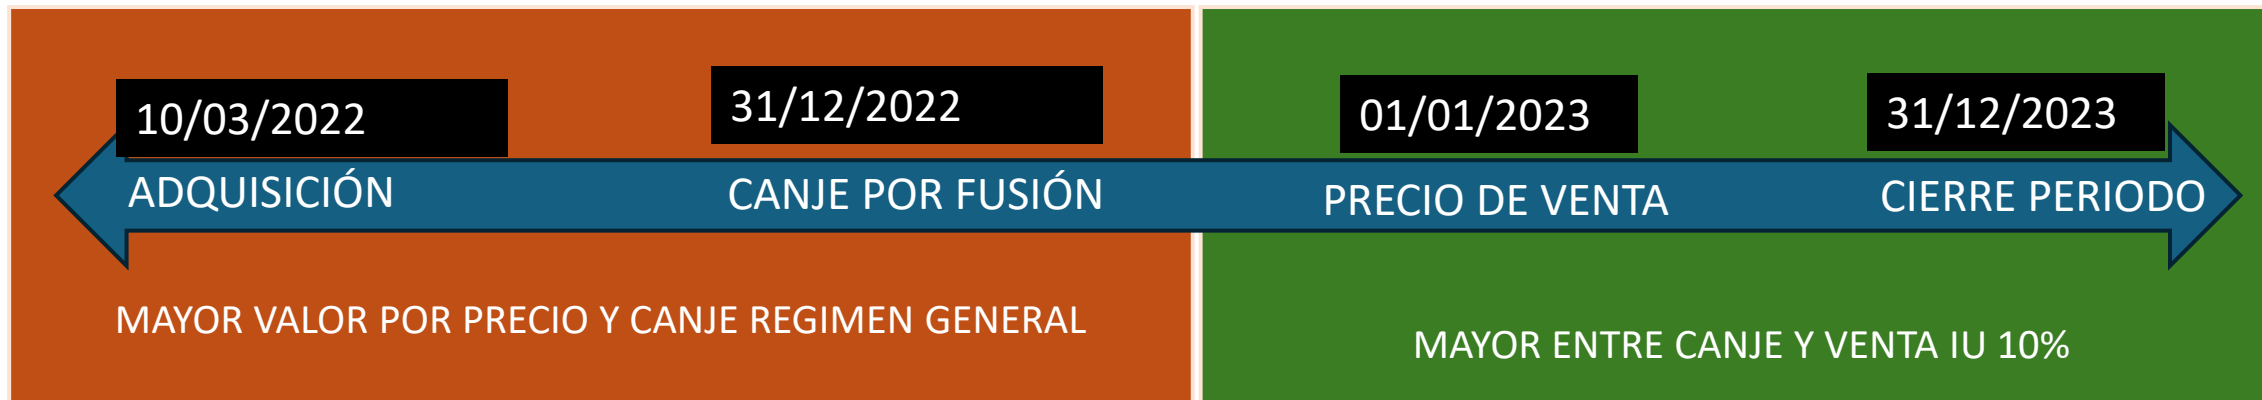 10/03/2022
31/12/2022
01/01/2023
31/12/2023
ADQUISICIÓN
CANJE POR FUSIÓN
PRECIO DE VENTA
CIERRE PERIODO
MAYOR VALOR POR PRECIO Y CANJE REGIMEN GENERAL
MAYOR ENTRE CANJE Y VENTA IU 10%